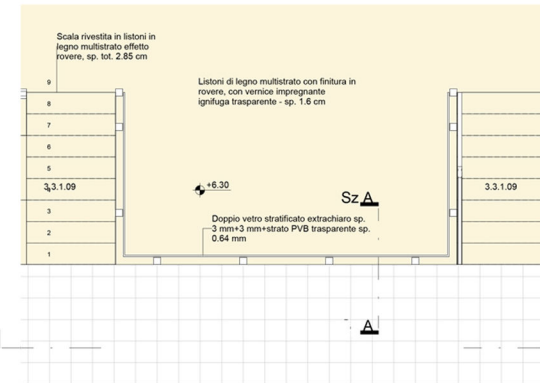 Scala rivestita in listoni in
legno multistrato effetto
rovere, sp. tot. 2.85 cm
9
Listoni di legno multistrato con finitura in
rovere, con vernice impregnante
ignifuga trasparente - sp. 1.6 cm
8
7
6
5
3.3.1.09
+6.30
3.3.1.09
Sz A
3
Doppio vetro stratificato extrachiaro sp.
3 mm+3 mm+strato PVB trasparente sp.
0.64 mm
2
1
A